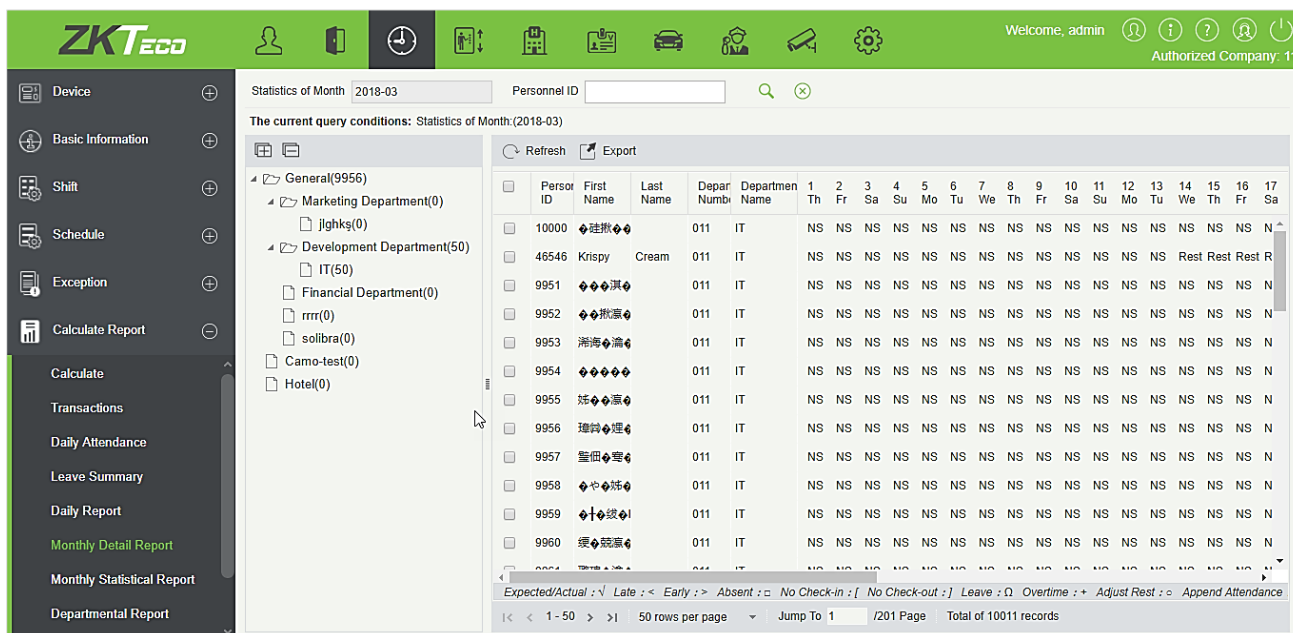 ZKTeco
Welcome, admin
Authorized Company: 1
Device
Basic Information
Shift
Schedule
Exception
Calculate Report
Calculate
Transactions
Daily Attendance
Leave Summary
Daily Report
Monthly Detail Report
Monthly Statistical Report
Departmental Report
Statistics of Month 2018-03 Personnel ID
The current query conditions: Statistics of Month:(2018-03)
General(9956)
Marketing Department(0)
jlghkş(0)
Development Department(50)
IT(50)
Financial Department(0)
rrrr(0)
solibra(0)
Camo-test(0)
Hotel(0)
Refresh Export
Person ID First Name Last Name Depar Numb Departmen Name 1 Th 2 Fr 3 Sa 4 Su 5 Mo 6 Tu 7 We 8 Th 9 Fr 10 Sa 11 Su 12 Mo 13 Tu 14 We 15 Th 16 Fr 17 Sa
10000 011 IT NS NS NS NS NS NS NS NS NS NS NS NS NS NS NS NS N
46546 Krispy Cream 011 IT NS NS NS NS NS NS NS NS NS NS NS NS NS Rest Rest Rest R
9951 011 IT NS NS NS NS NS NS NS NS NS NS NS NS NS NS NS NS N
9952 011 IT NS NS NS NS NS NS NS NS NS NS NS NS NS NS NS NS N
9953 011 IT NS NS NS NS NS NS NS NS NS NS NS NS NS NS NS NS N
9954 011 IT NS NS NS NS NS NS NS NS NS NS NS NS NS NS NS NS N
9955 011 IT NS NS NS NS NS NS NS NS NS NS NS NS NS NS NS NS N
9956 011 IT NS NS NS NS NS NS NS NS NS NS NS NS NS NS NS NS N
9957 011 IT NS NS NS NS NS NS NS NS NS NS NS NS NS NS NS NS N
9958 011 IT NS NS NS NS NS NS NS NS NS NS NS NS NS NS NS NS N
9959 011 IT NS NS NS NS NS NS NS NS NS NS NS NS NS NS NS NS N
9960 011 IT NS NS NS NS NS NS NS NS NS NS NS NS NS NS NS NS N
Expected/Actual : √ Late : < Early : > Absent : □ No Check-in : [ No Check-out : ] Leave : Ω Overtime : + Adjust Rest : ○ Append Attendance
1 - 50 50 rows per page Jump To 1 /201 Page Total of 10011 records